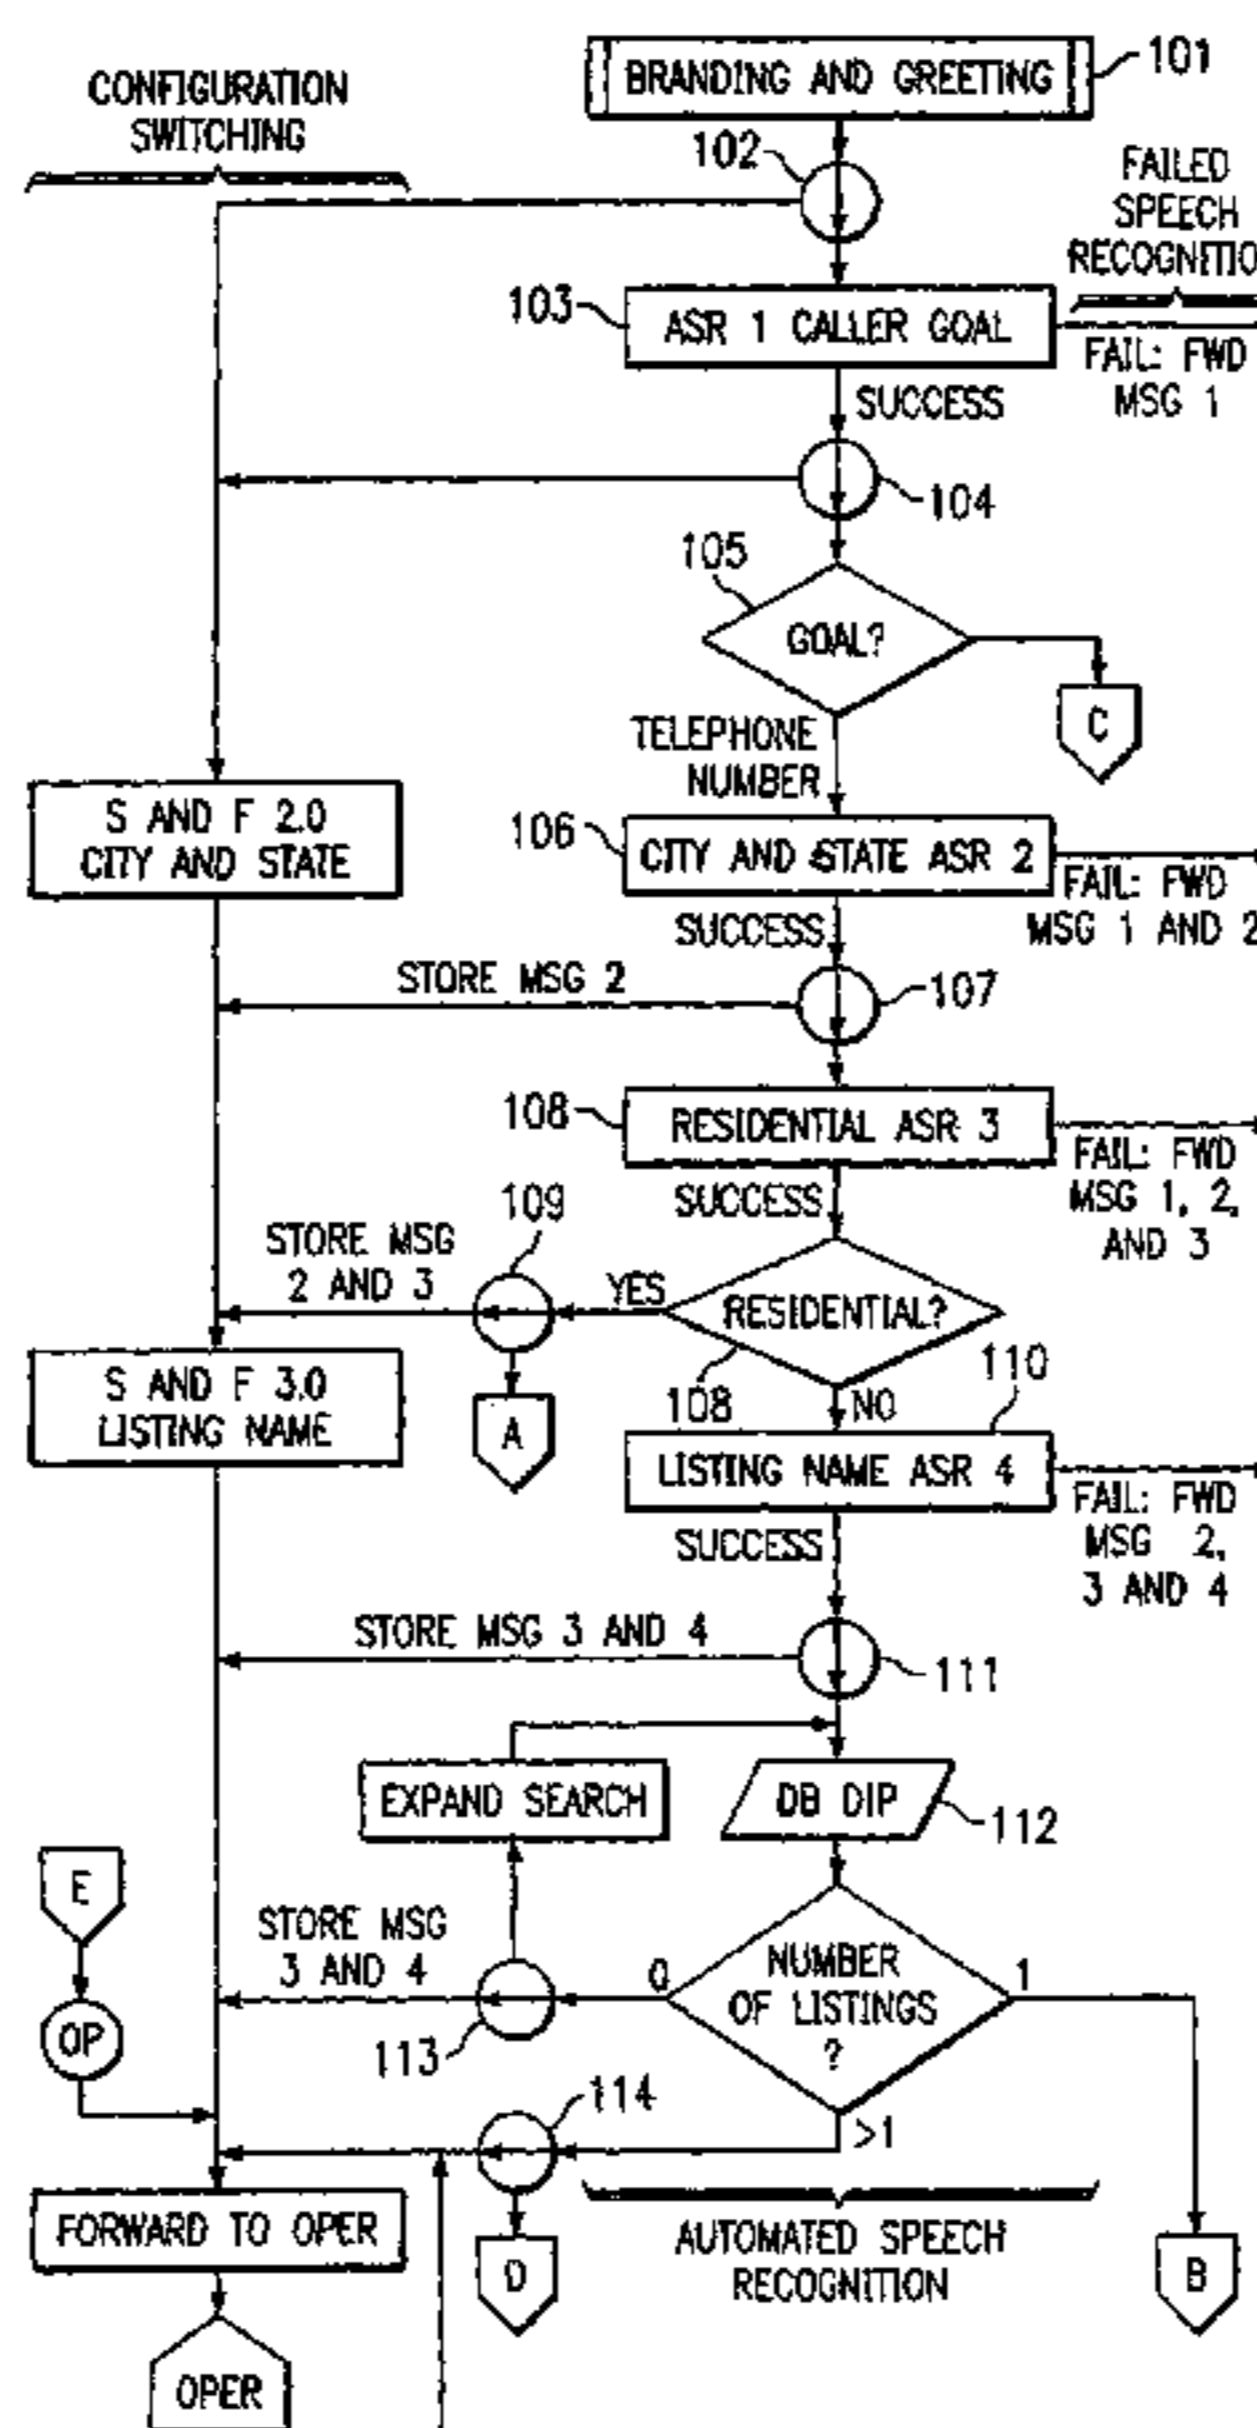 BRANDING AND GREETING
101
CONFIGURATION
SWITCHING
102
FAILED
SPEECH
RECOGNITIO
103
ASR 1 CALLER GOAL
FAIL: FWD
MSG 1
SUCCESS
104
105
GOAL?
C
TELEPHONE
NUMBER
S AND F 2.0
CITY AND STATE
106
CITY AND STATE ASR 2
FAIL: FWD
MSG 1 AND 2
SUCCESS
STORE MSG 2
107
108
RESIDENTIAL ASR 3
FAIL: FWD
MSG 1, 2,
AND 3
SUCCESS
109
STORE MSG
2 AND 3
YES
RESIDENTIAL?
S AND F 3.0
LISTING NAME
A
108
NO
110
LISTING NAME ASR 4
FAIL: FWD
MSG 2,
3 AND 4
SUCCESS
STORE MSG 3 AND 4
111
EXPAND SEARCH
DB DIP
112
E
STORE MSG
3 AND 4
0
NUMBER
OF LISTINGS
?
1
OP
113
114
>1
FORWARD TO OPER
D
AUTOMATED SPEECH
RECOGNITION
B
OPER